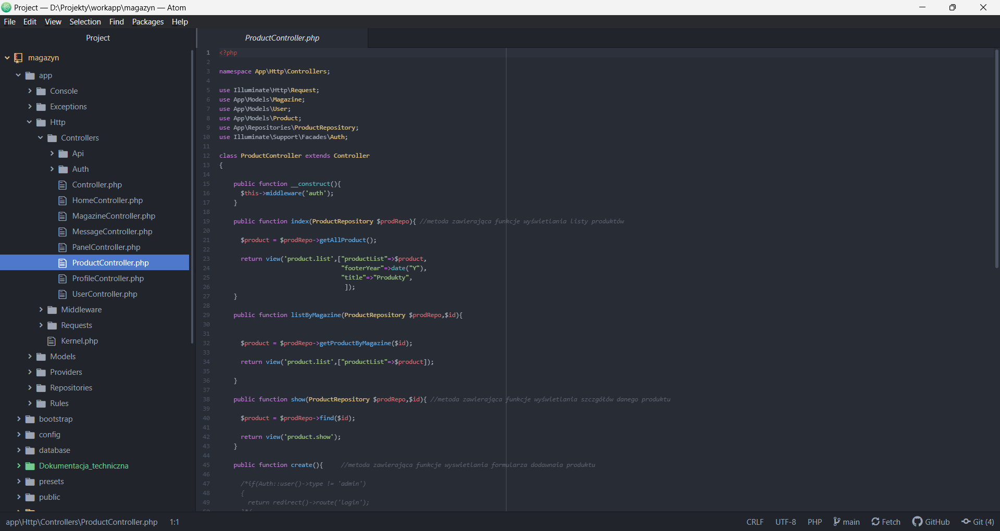 Project — D:\Projekty\workapp\magazyn — Atom
File Edit View Selection Find Packages Help
Project
magazyn
app
Console
Exceptions
Http
Controllers
Api
Auth
Controller.php
HomeController.php
MagazineController.php
MessageController.php
PanelController.php
ProductController.php
ProfileController.php
UserController.php
Middleware
Requests
Kernel.php
Models
Providers
Repositories
Rules
bootstrap
config
database
Dokumentacja_techniczna
presets
public
ProductController.php
1 <?php
2
3 namespace App\Http\Controllers;
4
5 use Illuminate\Http\Request;
6 use App\Models\Magazine;
7 use App\Models\User;
8 use App\Models\Product;
9 use App\Repositories\ProductRepository;
10 use Illuminate\Support\Facades\Auth;
11
12 class ProductController extends Controller
13 {
14
15 public function __construct(){
16 $this->middleware('auth');
17 }
18
19 public function index(ProductRepository $prodRepo){ //metoda zawierająca funkcje wyświetlania listy produktów
20
21 $product = $prodRepo->getAllProduct();
22
23 return view('product.list',["productList"=>$product,
24 "footerYear"=>date("Y"),
25 "title"=>"Produkty",
26 ]);
27 }
28
29 public function listByMagazine(ProductRepository $prodRepo,$id){
30
31
32 $product = $prodRepo->getProductByMagazine($id);
33
34 return view('product.list',["productList"=>$product]);
35
36 }
37
38 public function show(ProductRepository $prodRepo,$id){ //metoda zawierająca funkcje wyświetlania szczgółów danego produktu
39
40 $product = $prodRepo->find($id);
41
42 return view('product.show');
43 }
44
45 public function create(){ //metoda zawierająca funkcje wyswietlania formularza dodawnaia produktu
46
47 /*if(Auth::user()->type != 'admin')
48 {
49 return redirect()->route('login');
50 }*/
app\Http\Controllers\ProductController.php 1:1
CRLF UTF-8 PHP main Fetch GitHub Git (4)